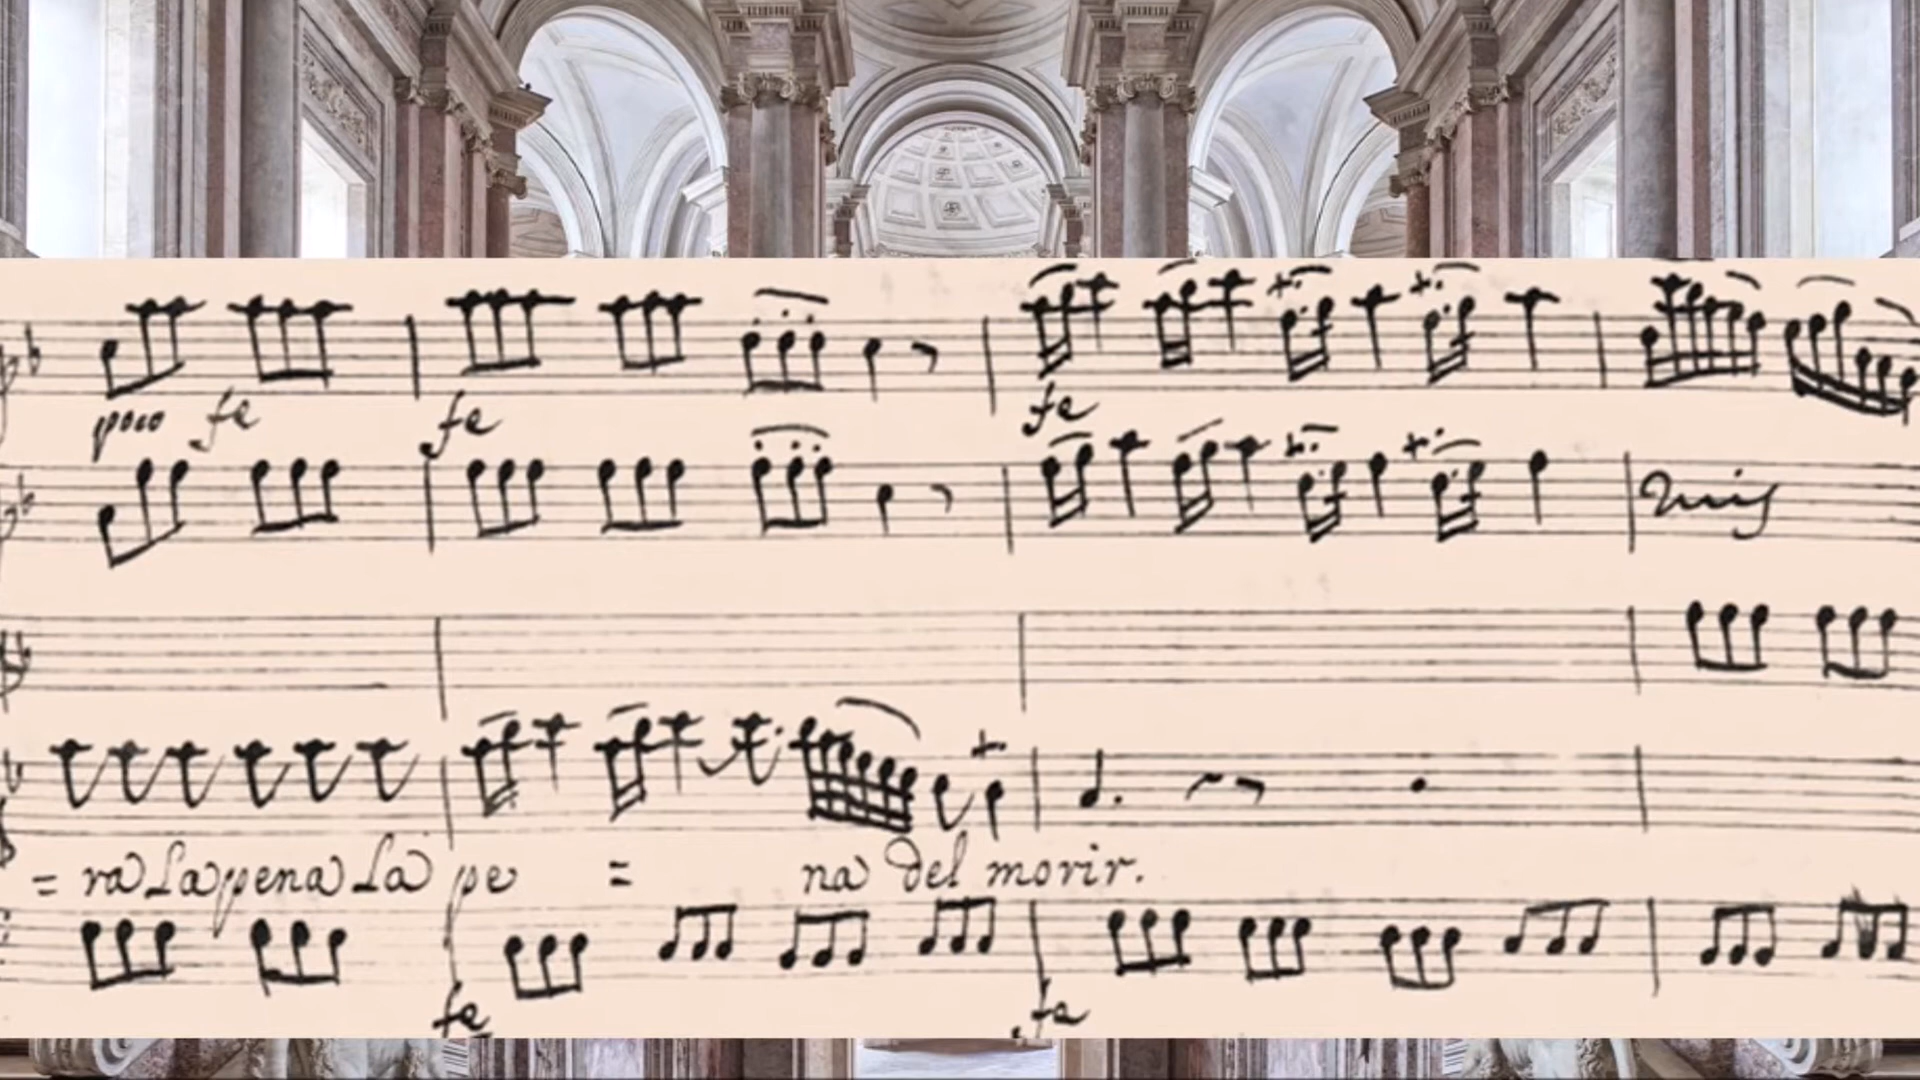 poco fe fe fe
Unis
= ra La pena La pe = na del morir.
fe fe